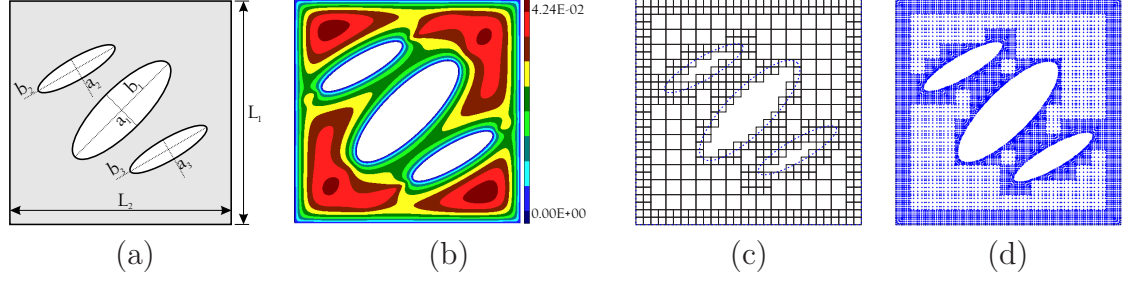 4.24E-02
b₂
a₂
b₁
a₁
L₁
b₃
a₃
L₂
0.00E+00
(a) (b) (c) (d)